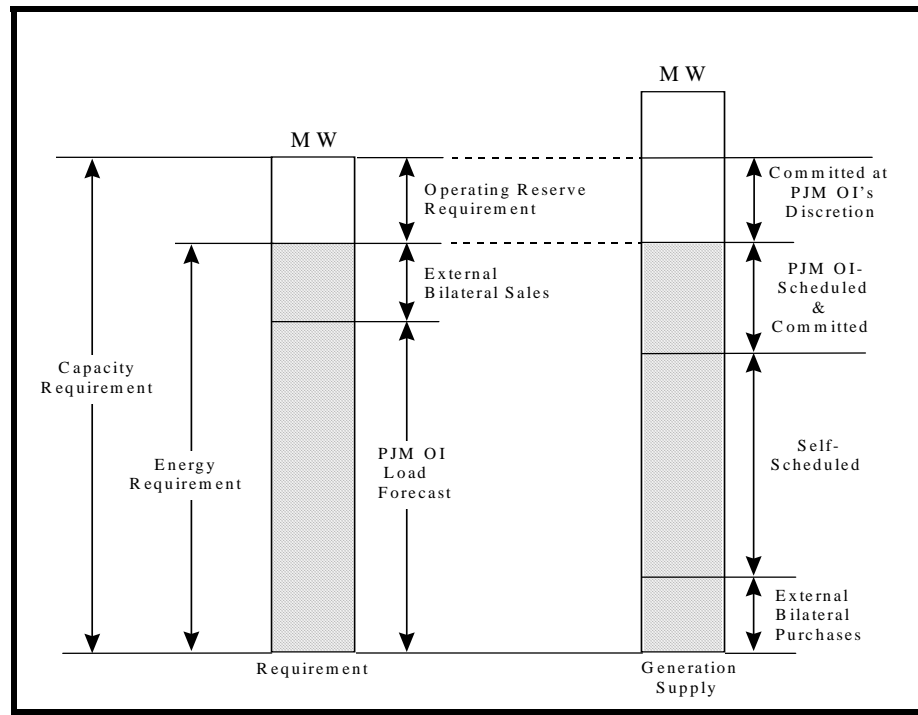 MW
MW
Operating Reserve
Requirement
Committed at
PJM OI's
Discretion
External
Bilateral Sales
PJM OI-
Scheduled
&
Committed
Capacity
Requirement
Energy
Requirement
PJM OI
Load
Forecast
Self-
Scheduled
External
Bilateral
Purchases
Requirement
Generation
Supply